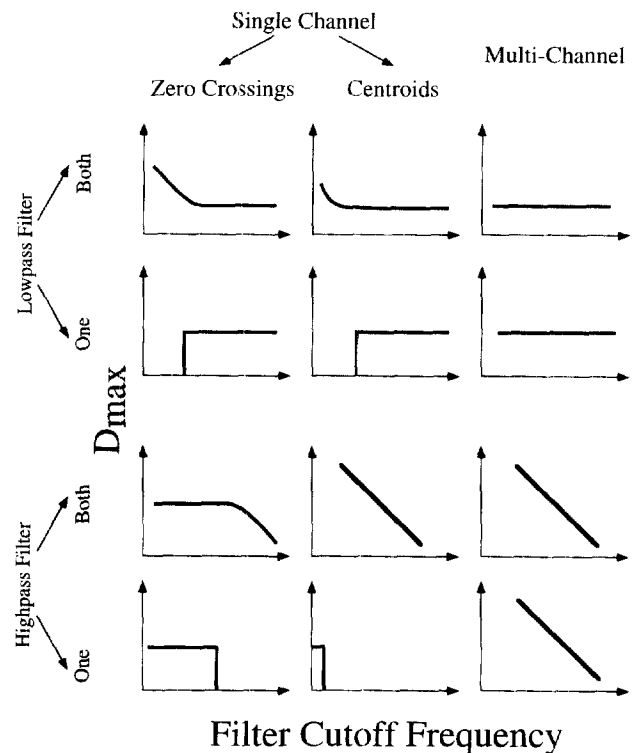 Single Channel
Multi-Channel
Zero Crossings
Centroids
Lowpass Filter
Both
One
Dmax
Highpass Filter
Both
One
Filter Cutoff Frequency